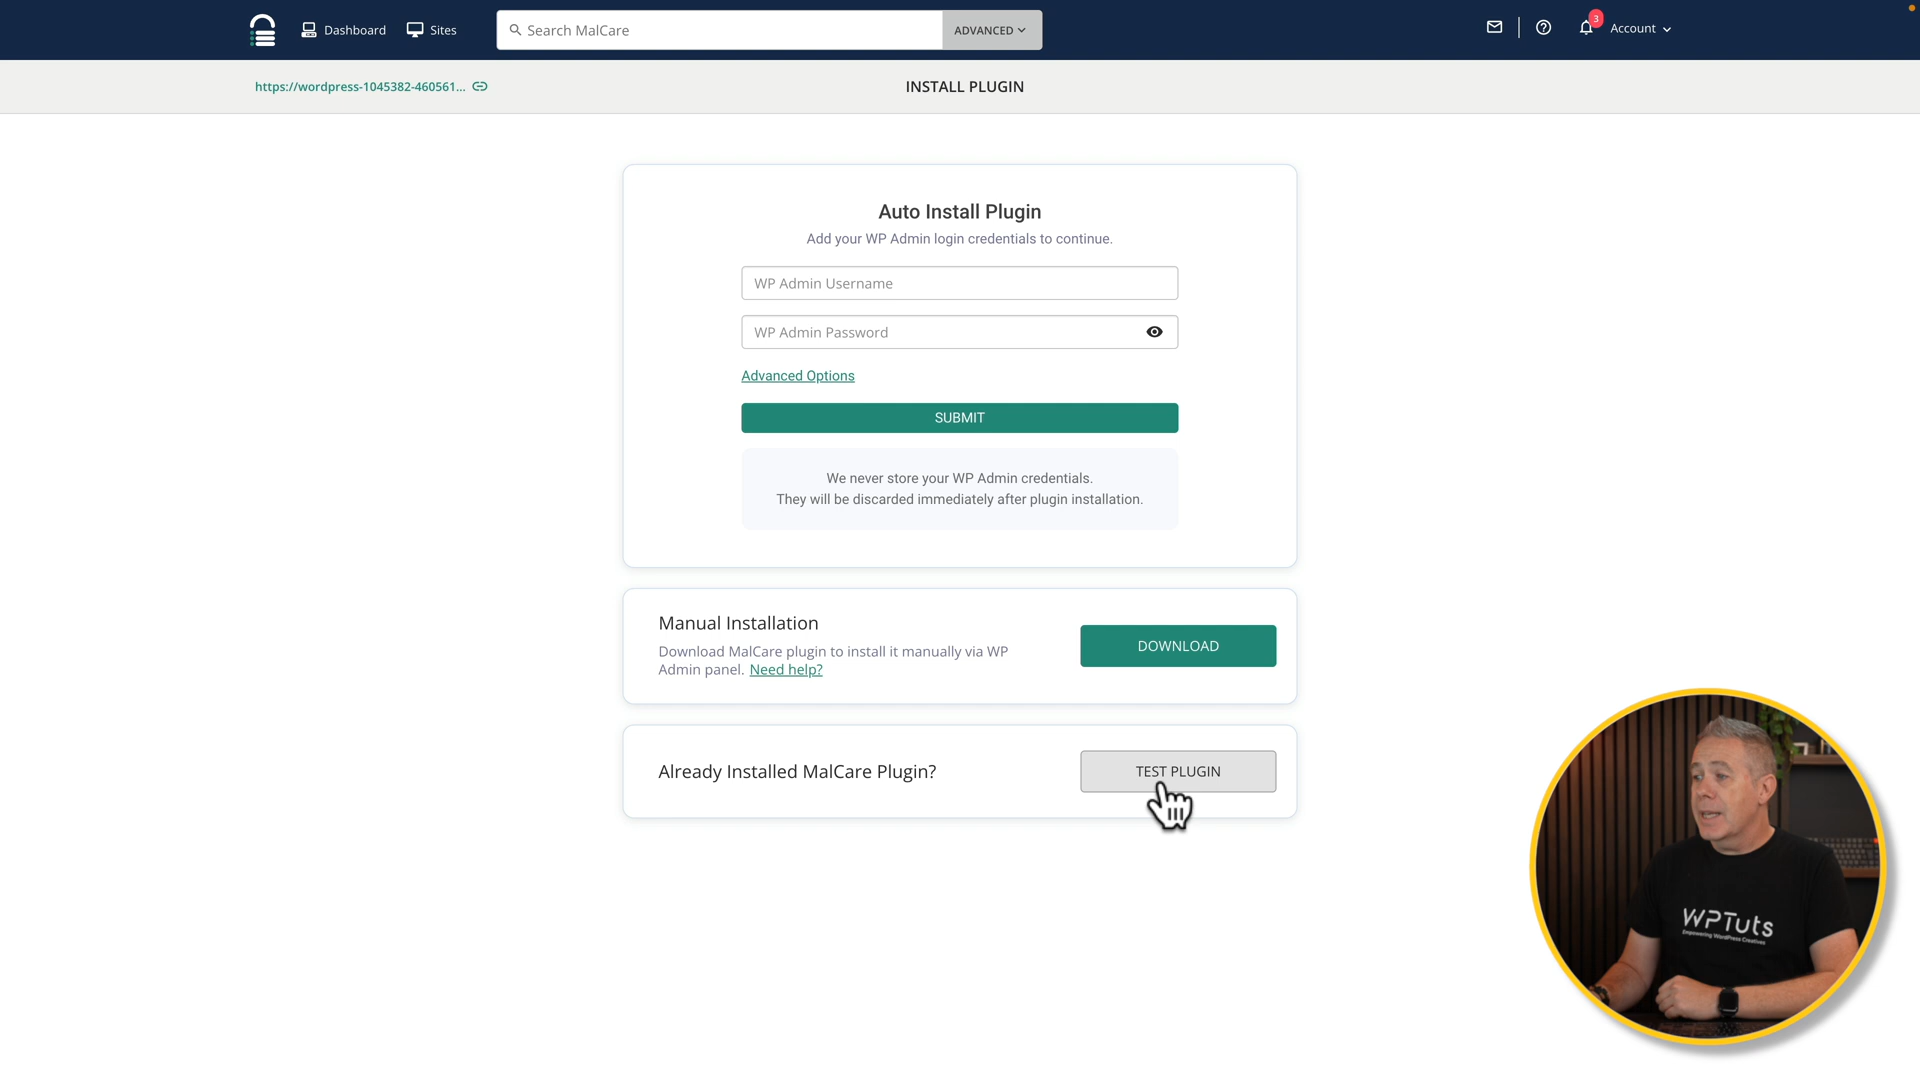 Dashboard
Sites
Search MalCare
ADVANCED
3
Account
https://wordpress-1045382-460561...
INSTALL PLUGIN
Auto Install Plugin
Add your WP Admin login credentials to continue.
WP Admin Username
WP Admin Password
Advanced Options
SUBMIT
We never store your WP Admin credentials.
They will be discarded immediately after plugin installation.
Manual Installation
Download MalCare plugin to install it manually via WP
Admin panel. Need help?
DOWNLOAD
Already Installed MalCare Plugin?
TEST PLUGIN
WPTuts
Empowering WordPress Creatives